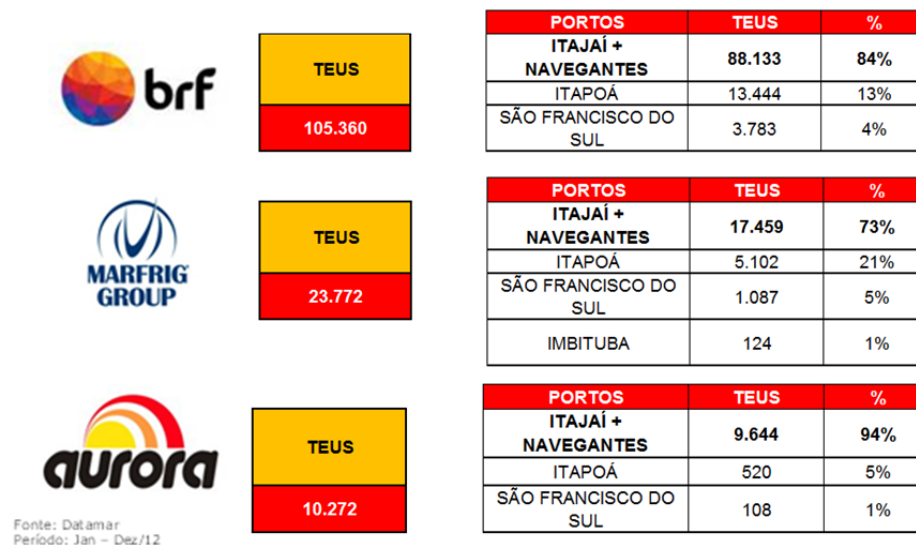 brf
TEUS
105.360
PORTOS TEUS %
ITAJAÍ +
NAVEGANTES 88.133 84%
ITAPOÁ 13.444 13%
SÃO FRANCISCO DO
SUL 3.783 4%
MARFRIG
GROUP
TEUS
23.772
PORTOS TEUS %
ITAJAÍ +
NAVEGANTES 17.459 73%
ITAPOÁ 5.102 21%
SÃO FRANCISCO DO
SUL 1.087 5%
IMBITUBA 124 1%
aurora
TEUS
10.272
PORTOS TEUS %
ITAJAÍ +
NAVEGANTES 9.644 94%
ITAPOÁ 520 5%
SÃO FRANCISCO DO
SUL 108 1%
Fonte: Datamar
Período: Jan – Dez/12